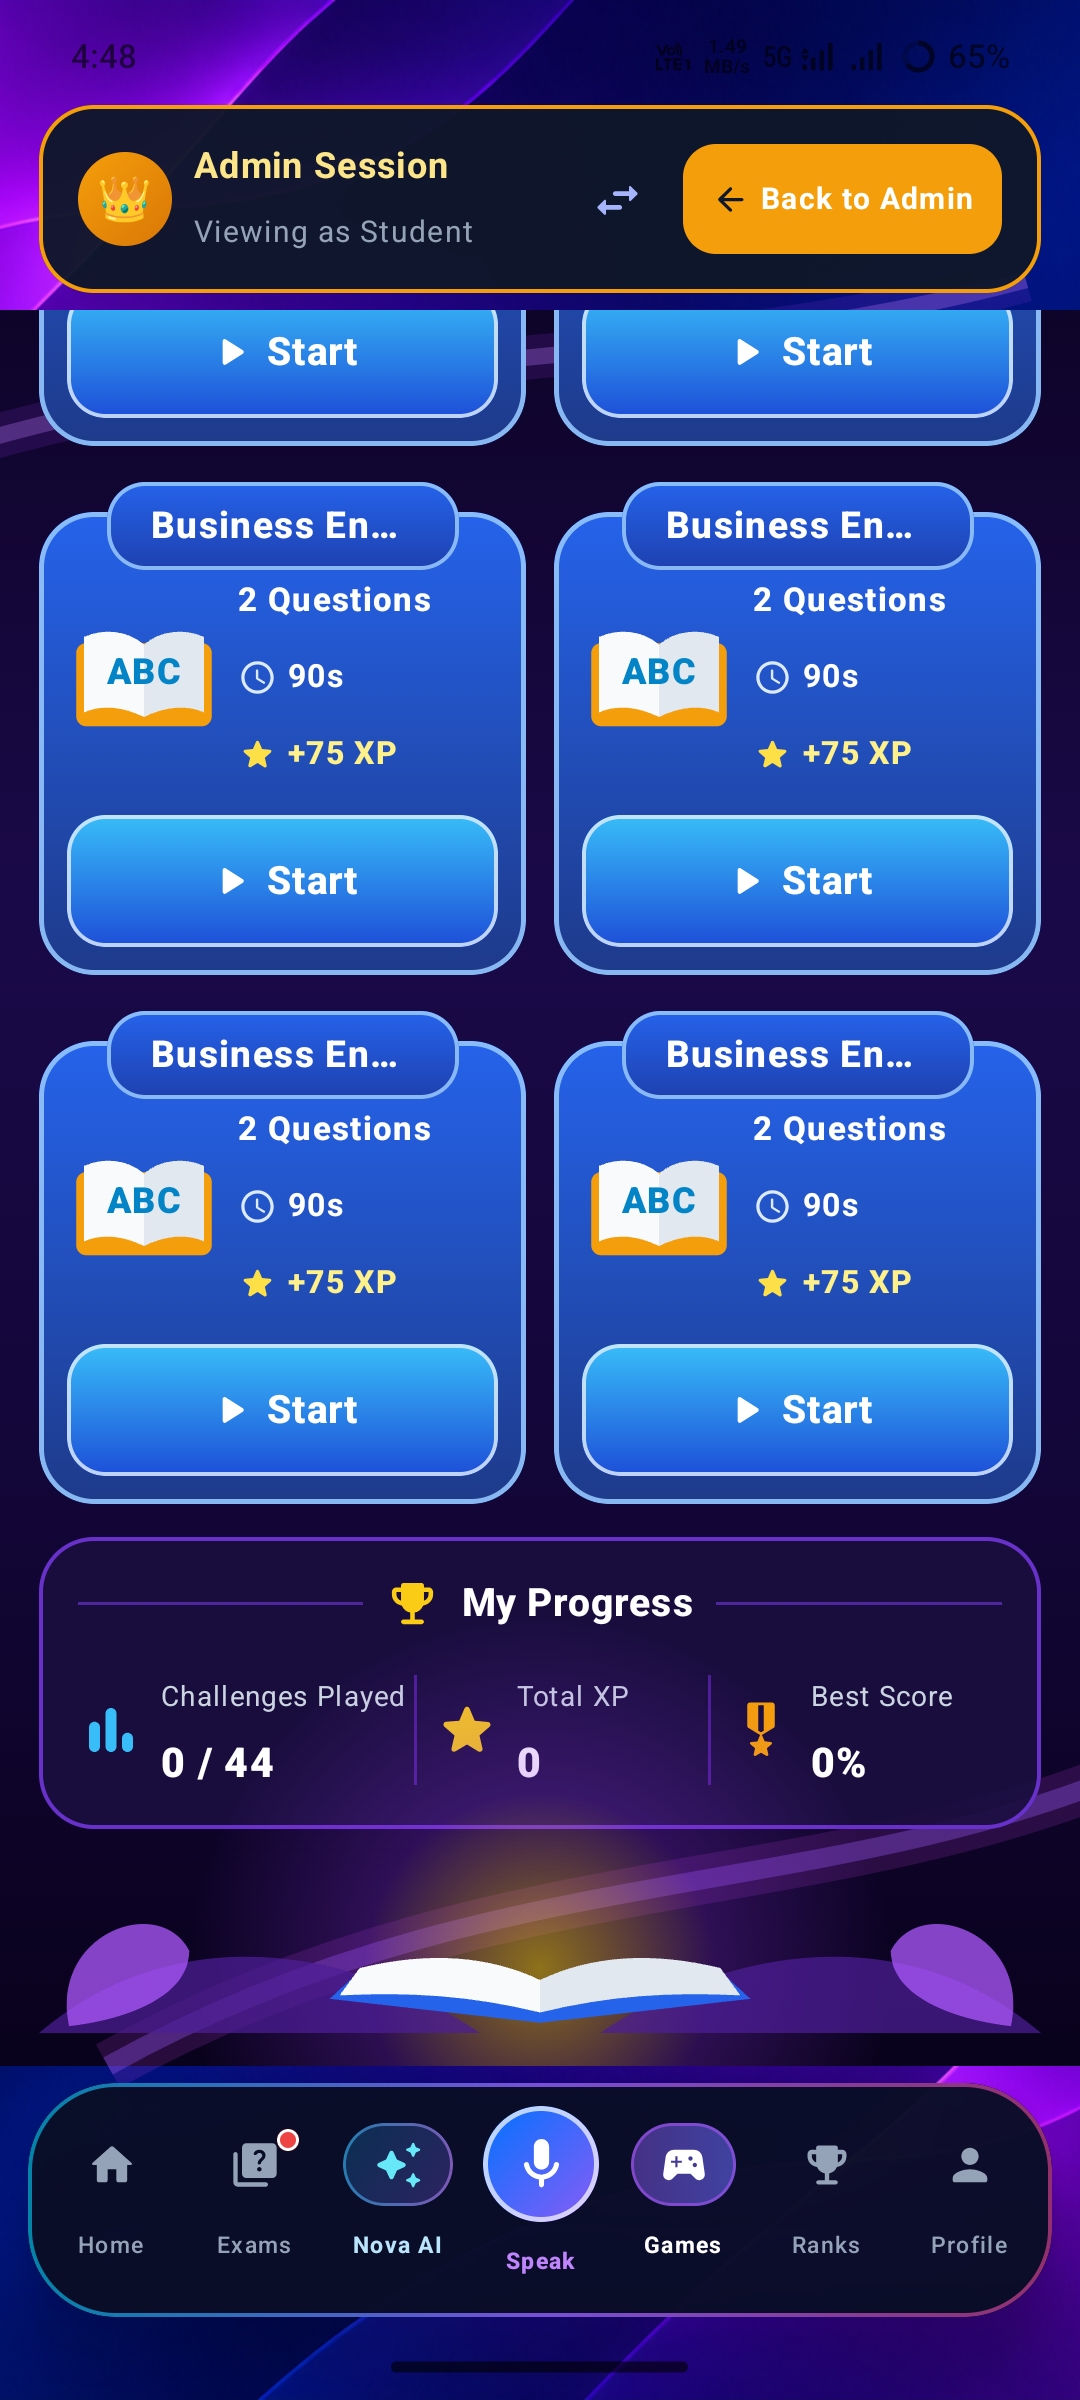 4:48
Vo))
LTE1
1.49
MB/s
5G
65%
Admin Session
Viewing as Student
Back to Admin
Start
Start
Business En...
Business En...
2 Questions
2 Questions
ABC
90s
ABC
90s
+75 XP
+75 XP
Start
Start
Business En...
Business En...
2 Questions
2 Questions
ABC
90s
ABC
90s
+75 XP
+75 XP
Start
Start
My Progress
Challenges Played
Total XP
Best Score
0 / 44
0
0%
Home
Exams
Nova AI
Speak
Games
Ranks
Profile